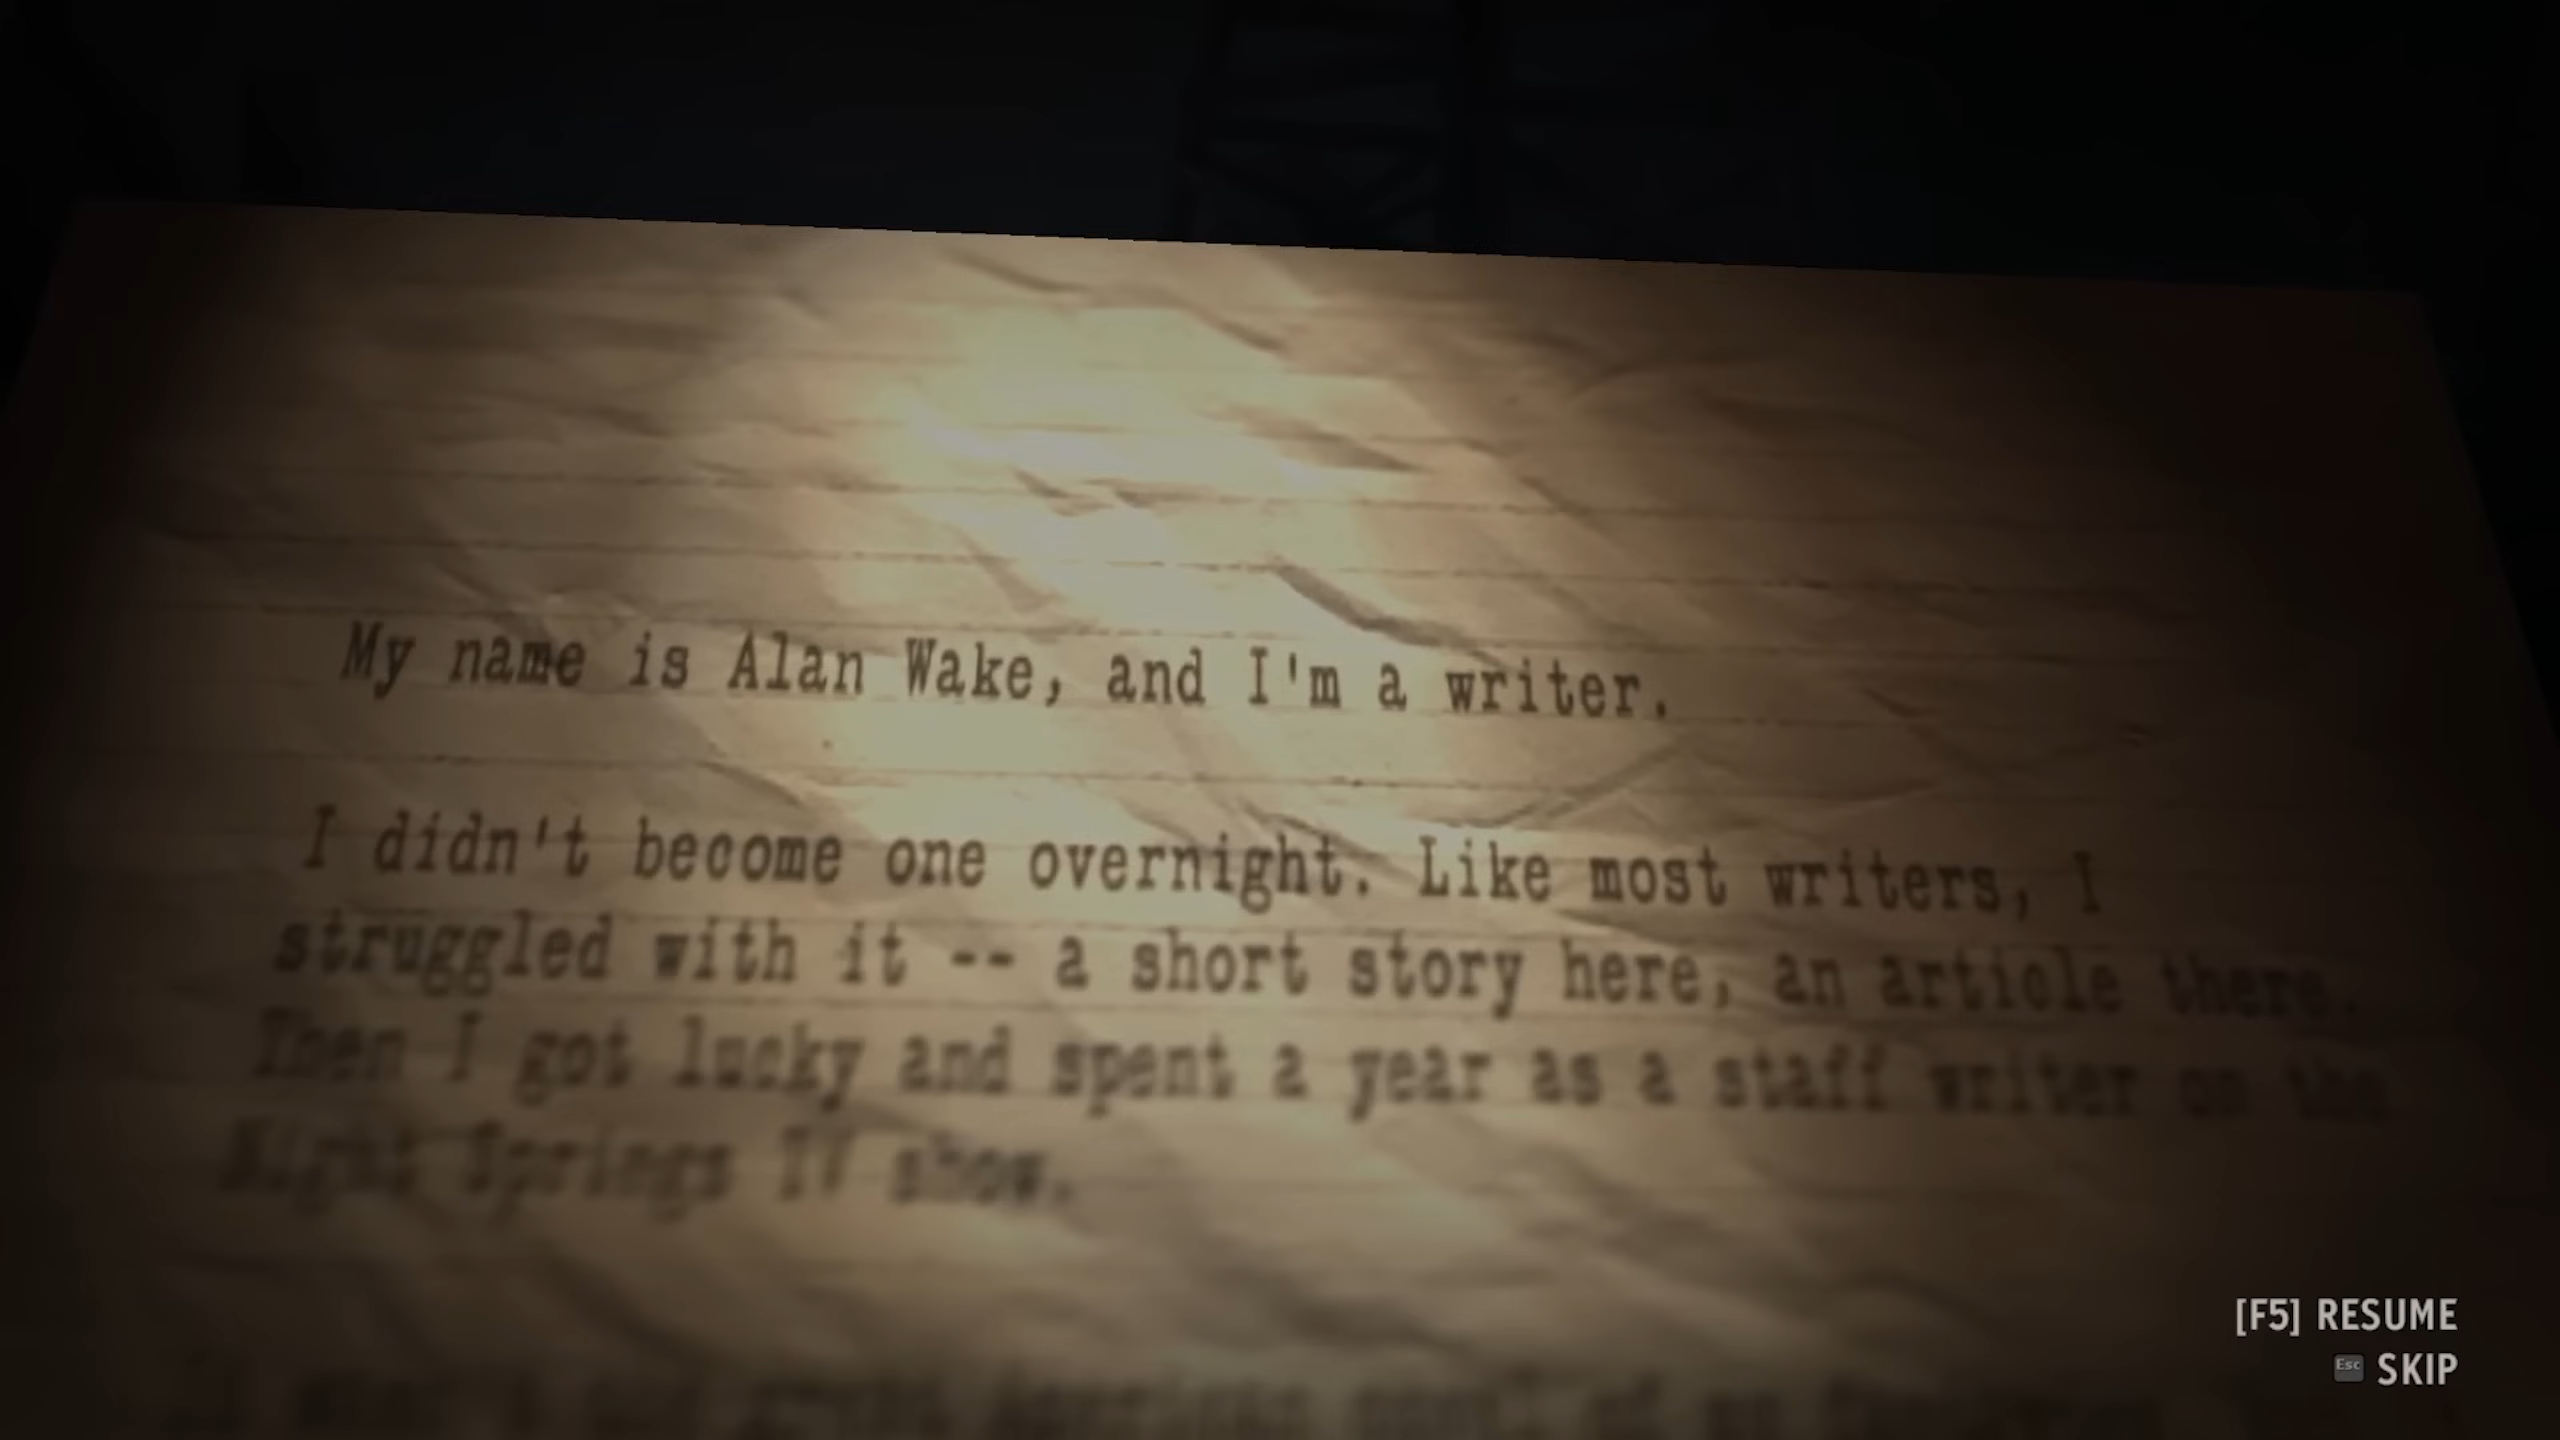 My name is Alan Wake, and I'm a writer.
I didn't become one overnight. Like most writers, I
struggled with it -- a short story here, an article there.
Then I got lucky and spent a year as a staff writer on the
Night Springs TV show.
[F5] RESUME
Esc SKIP